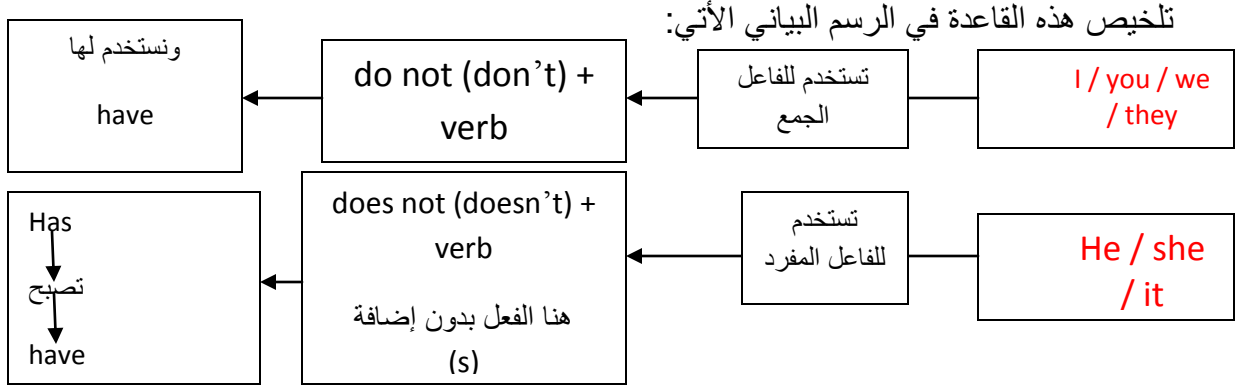 تلخيص هذه القاعدة في الرسم البياني الأتي:
I / you / we
/ they
تستخدم للفاعل
الجمع
do not (don’t) +
verb
ونستخدم لها
have
He / she
/ it
تستخدم
للفاعل المفرد
does not (doesn’t) +
verb
هنا الفعل بدون إضافة
(s)
Has
تصبح
have